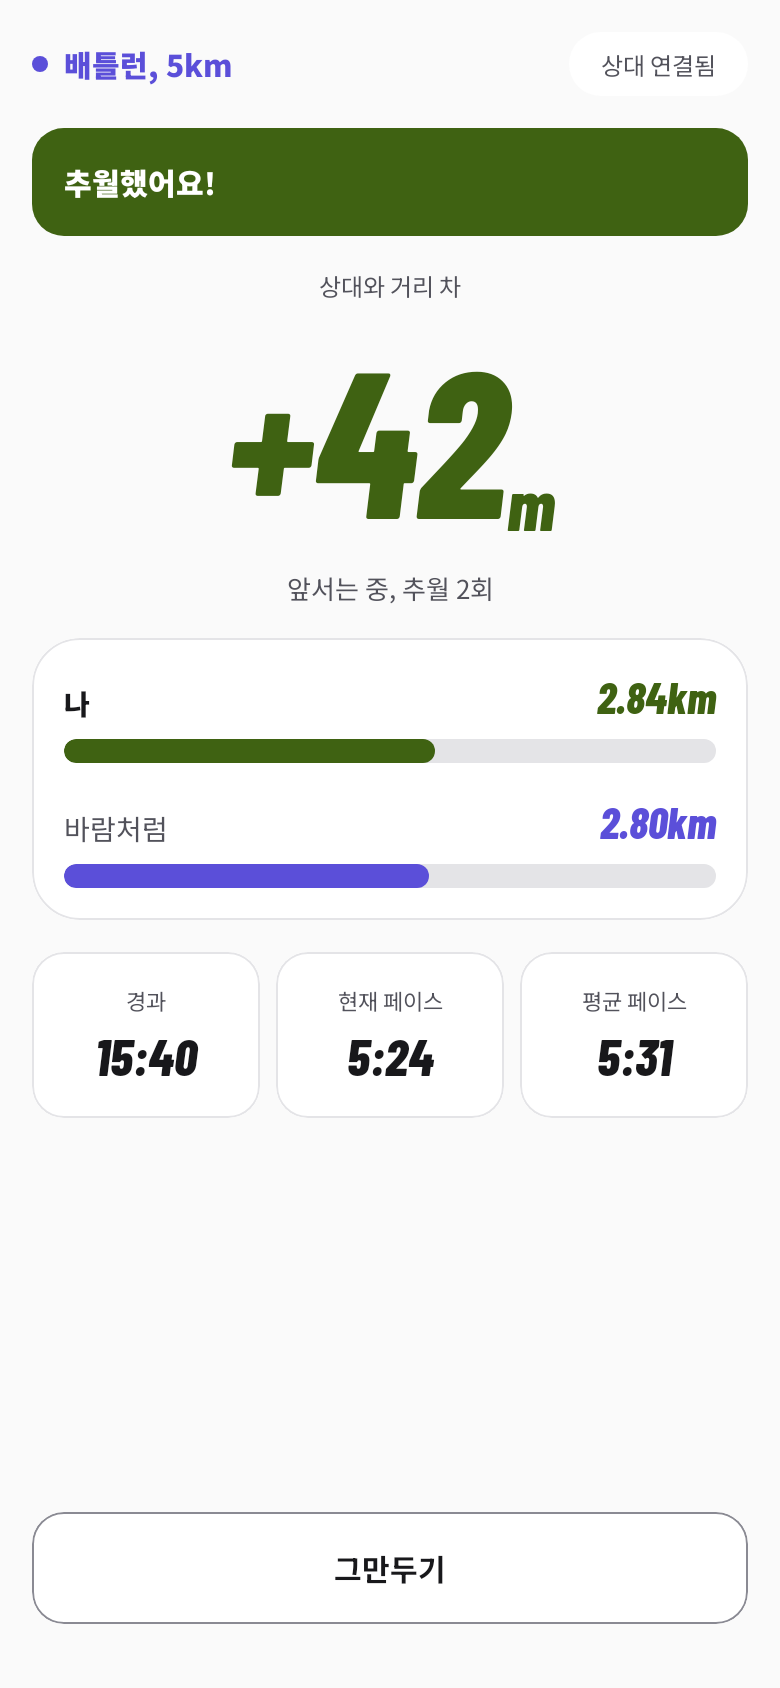 배틀런, 5km
상대 연결됨
추월했어요!
상대와 거리 차
+42m
앞서는 중, 추월 2회
나
2.84km
바람처럼
2.80km
경과
15:40
현재 페이스
5:24
평균 페이스
5:31
그만두기